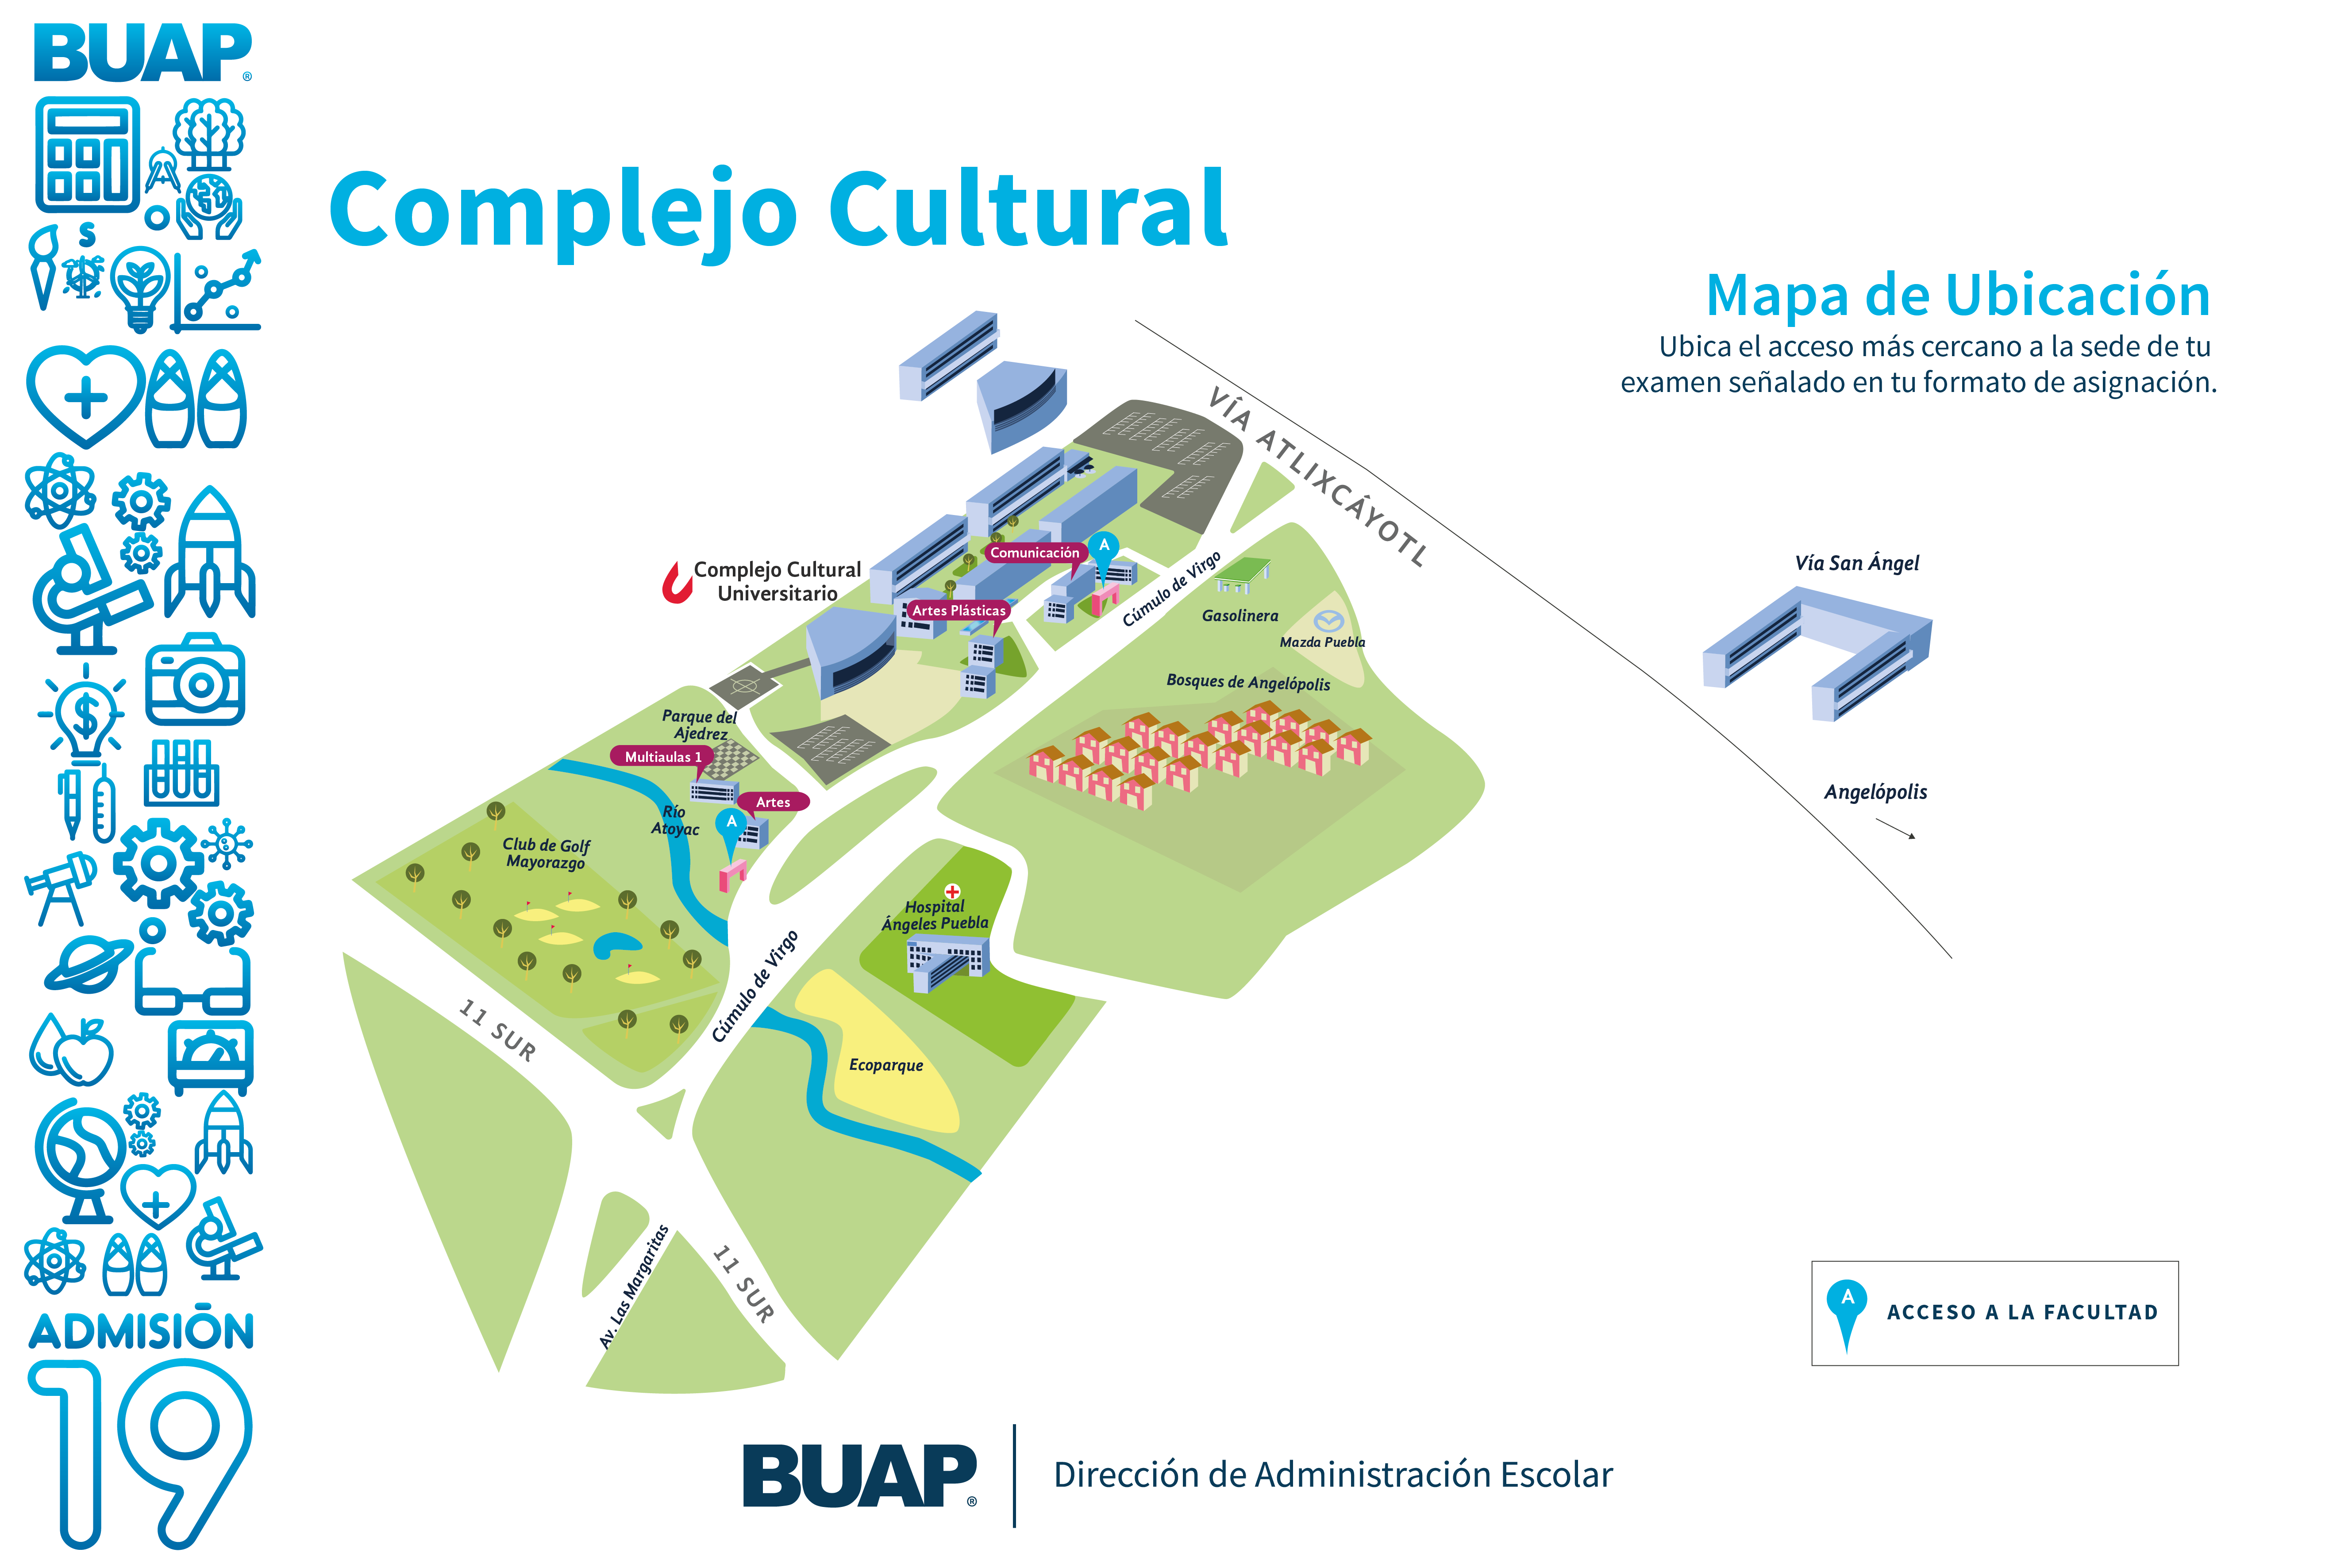 BUAP®
Complejo Cultural
Mapa de Ubicación
Ubica el acceso más cercano a la sede de tu
examen señalado en tu formato de asignación.
VÍA ATLIXCÁYOTL
Vía San Ángel
Comunicación
A
Complejo Cultural
Universitario
Cúmulo de Virgo
Artes Plásticas
Gasolinera
Mazda Puebla
Bosques de Angelópolis
Parque del
Ajedrez
Multiaulas 1
Angelópolis
Artes
Río
Atoyac
A
Club de Golf
Mayorazgo
Hospital
Ángeles Puebla
Cúmulo de Virgo
11 SUR
Ecoparque
Av. Las Margaritas
11 SUR
A
ACCESO A LA FACULTAD
S
$
ADMISIÓN
19
BUAP®
Dirección de Administración Escolar